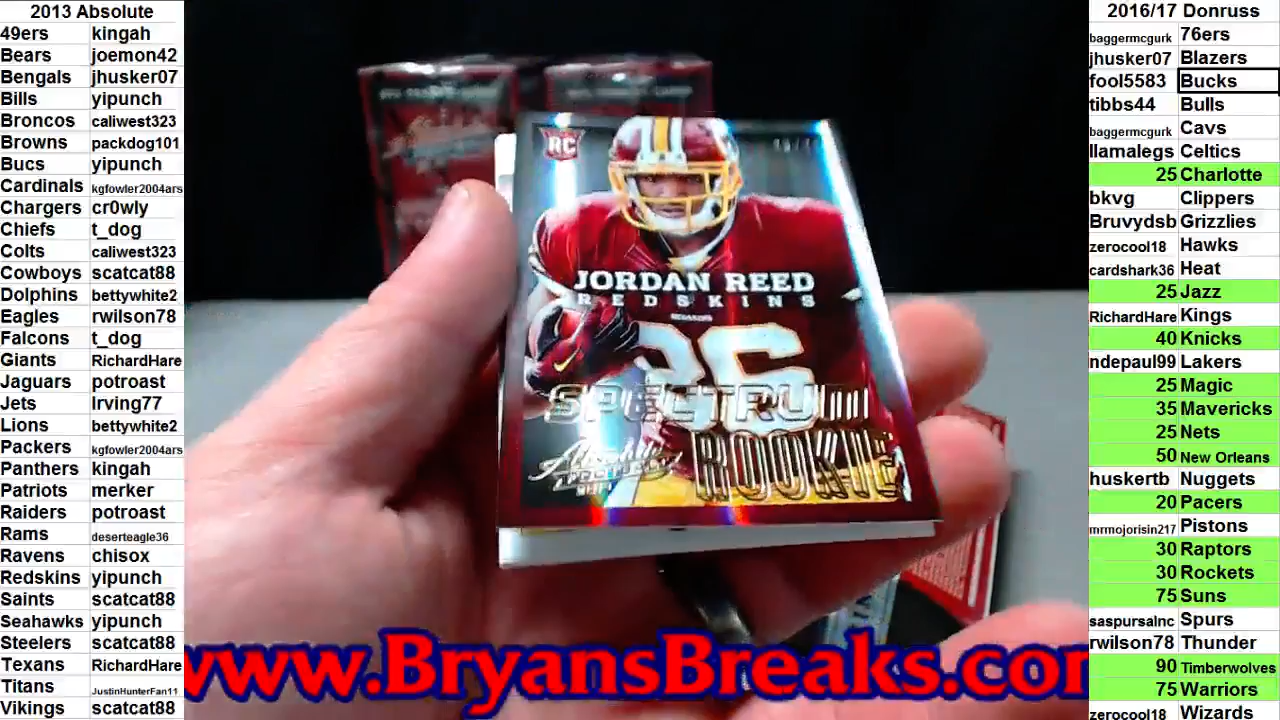 2013 Absolute
49ers kingah
Bears joemon42
Bengals jhusker07
Bills yipunch
Broncos caliwest323
Browns packdog101
Bucs yipunch
Cardinals kgfowler2004ars
Chargers cr0wly
Chiefs t_dog
Colts caliwest323
Cowboys scatcat88
Dolphins bettywhite2
Eagles rwilson78
Falcons t_dog
Giants RichardHare
Jaguars potroast
Jets Irving77
Lions bettywhite2
Packers kgfowler2004ars
Panthers kingah
Patriots merker
Raiders potroast
Rams deserteagle36
Ravens chisox
Redskins yipunch
Saints scatcat88
Seahawks yipunch
Steelers scatcat88
Texans RichardHare
Titans JustinHunterFan11
Vikings scatcat88
RC
JORDAN REED
REDSKINS
SPECTRUM
Absolute
ROOKIE
www.BryansBreaks.com
2016/17 Donruss
baggermcgurk 76ers
jhusker07 Blazers
fool5583 Bucks
tibbs44 Bulls
baggermcgurk Cavs
llamalegs Celtics
25 Charlotte
bkvg Clippers
Bruvydsb Grizzlies
zerocool18 Hawks
cardshark36 Heat
25 Jazz
RichardHare Kings
40 Knicks
ndepaul99 Lakers
25 Magic
35 Mavericks
25 Nets
50 New Orleans
huskertb Nuggets
20 Pacers
mrmojorisin217 Pistons
30 Raptors
30 Rockets
75 Suns
saspursalnc Spurs
rwilson78 Thunder
90 Timberwolves
75 Warriors
zerocool18 Wizards